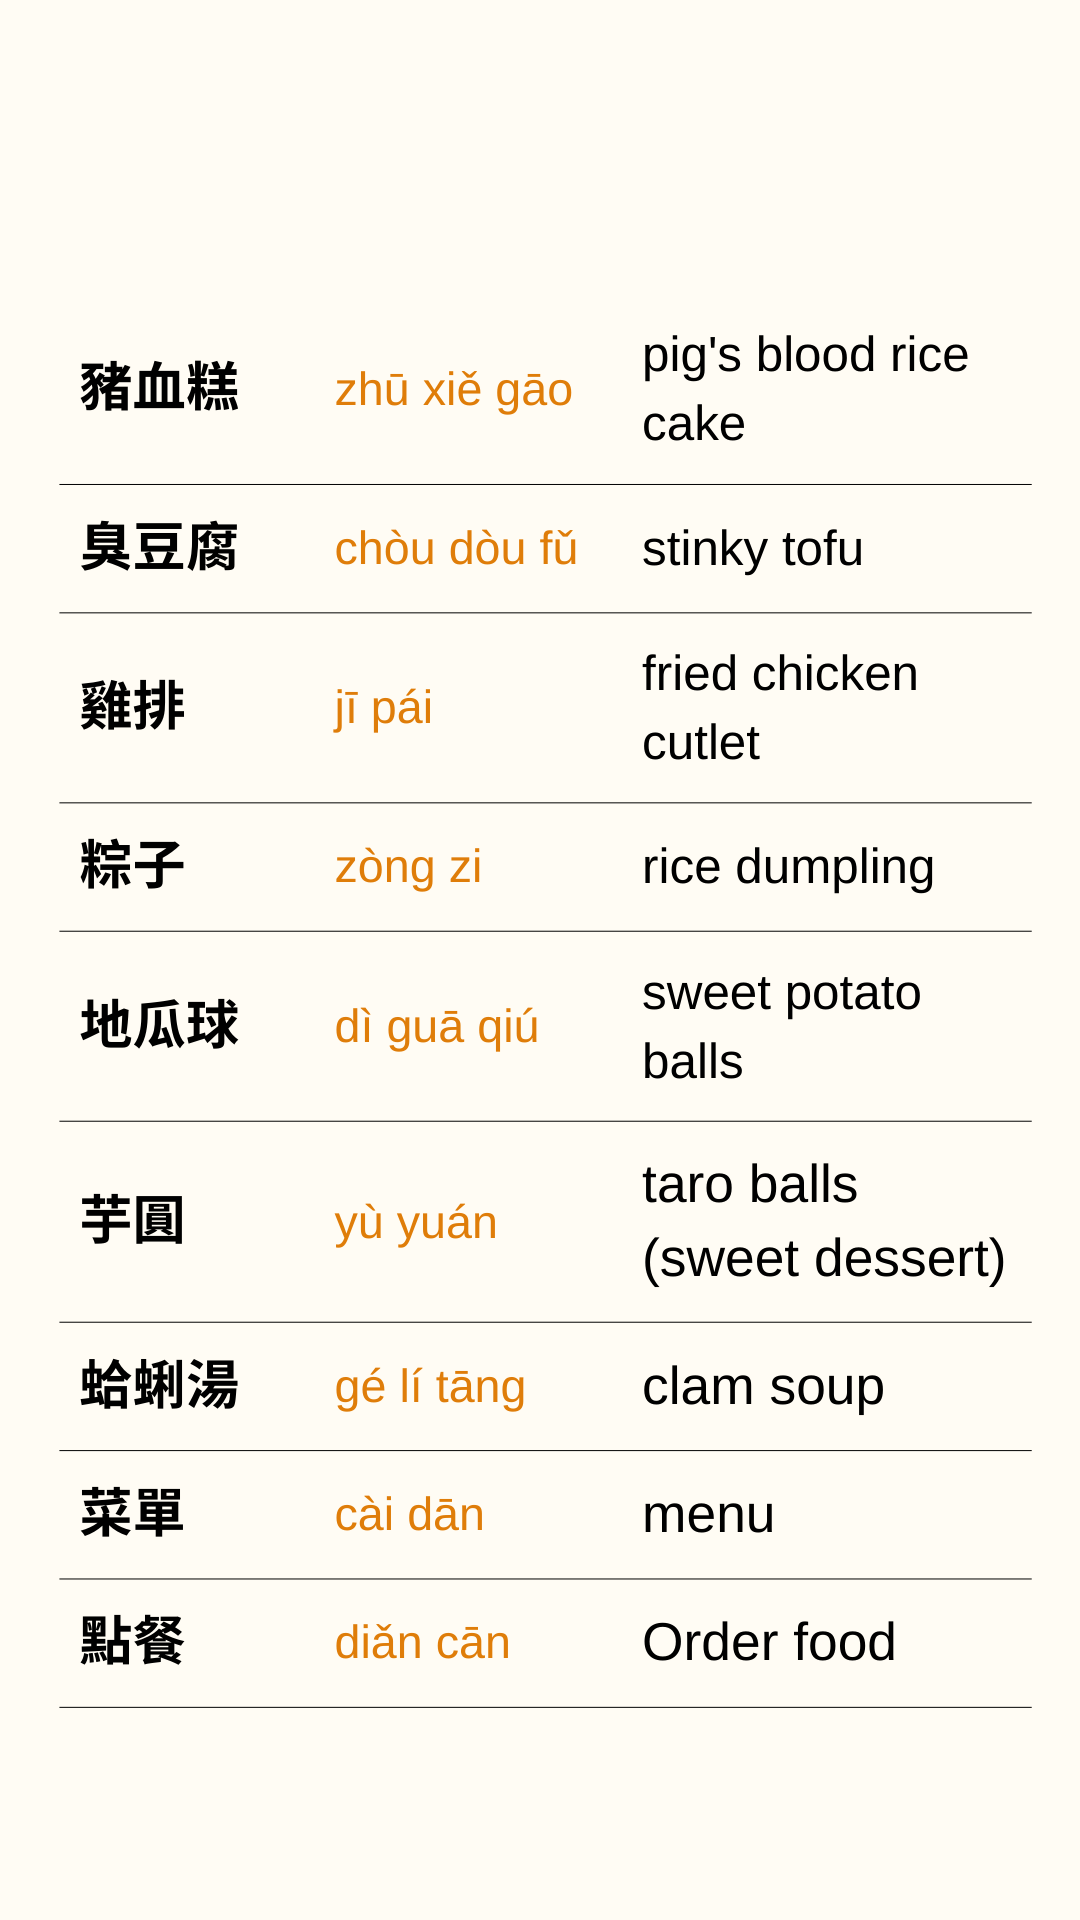 豬血糕 zhū xiě gāo pig's blood rice
cake
臭豆腐 chòu dòu fŭ stinky tofu
雞排 jī pái fried chicken
cutlet
粽子 zòng zi rice dumpling
地瓜球 dì guā qiú sweet potato
balls
芋圓 yù yuán taro balls
(sweet dessert)
蛤蜊湯 gé lí tāng clam soup
菜單 cài dān menu
點餐 diǎn cān Order food